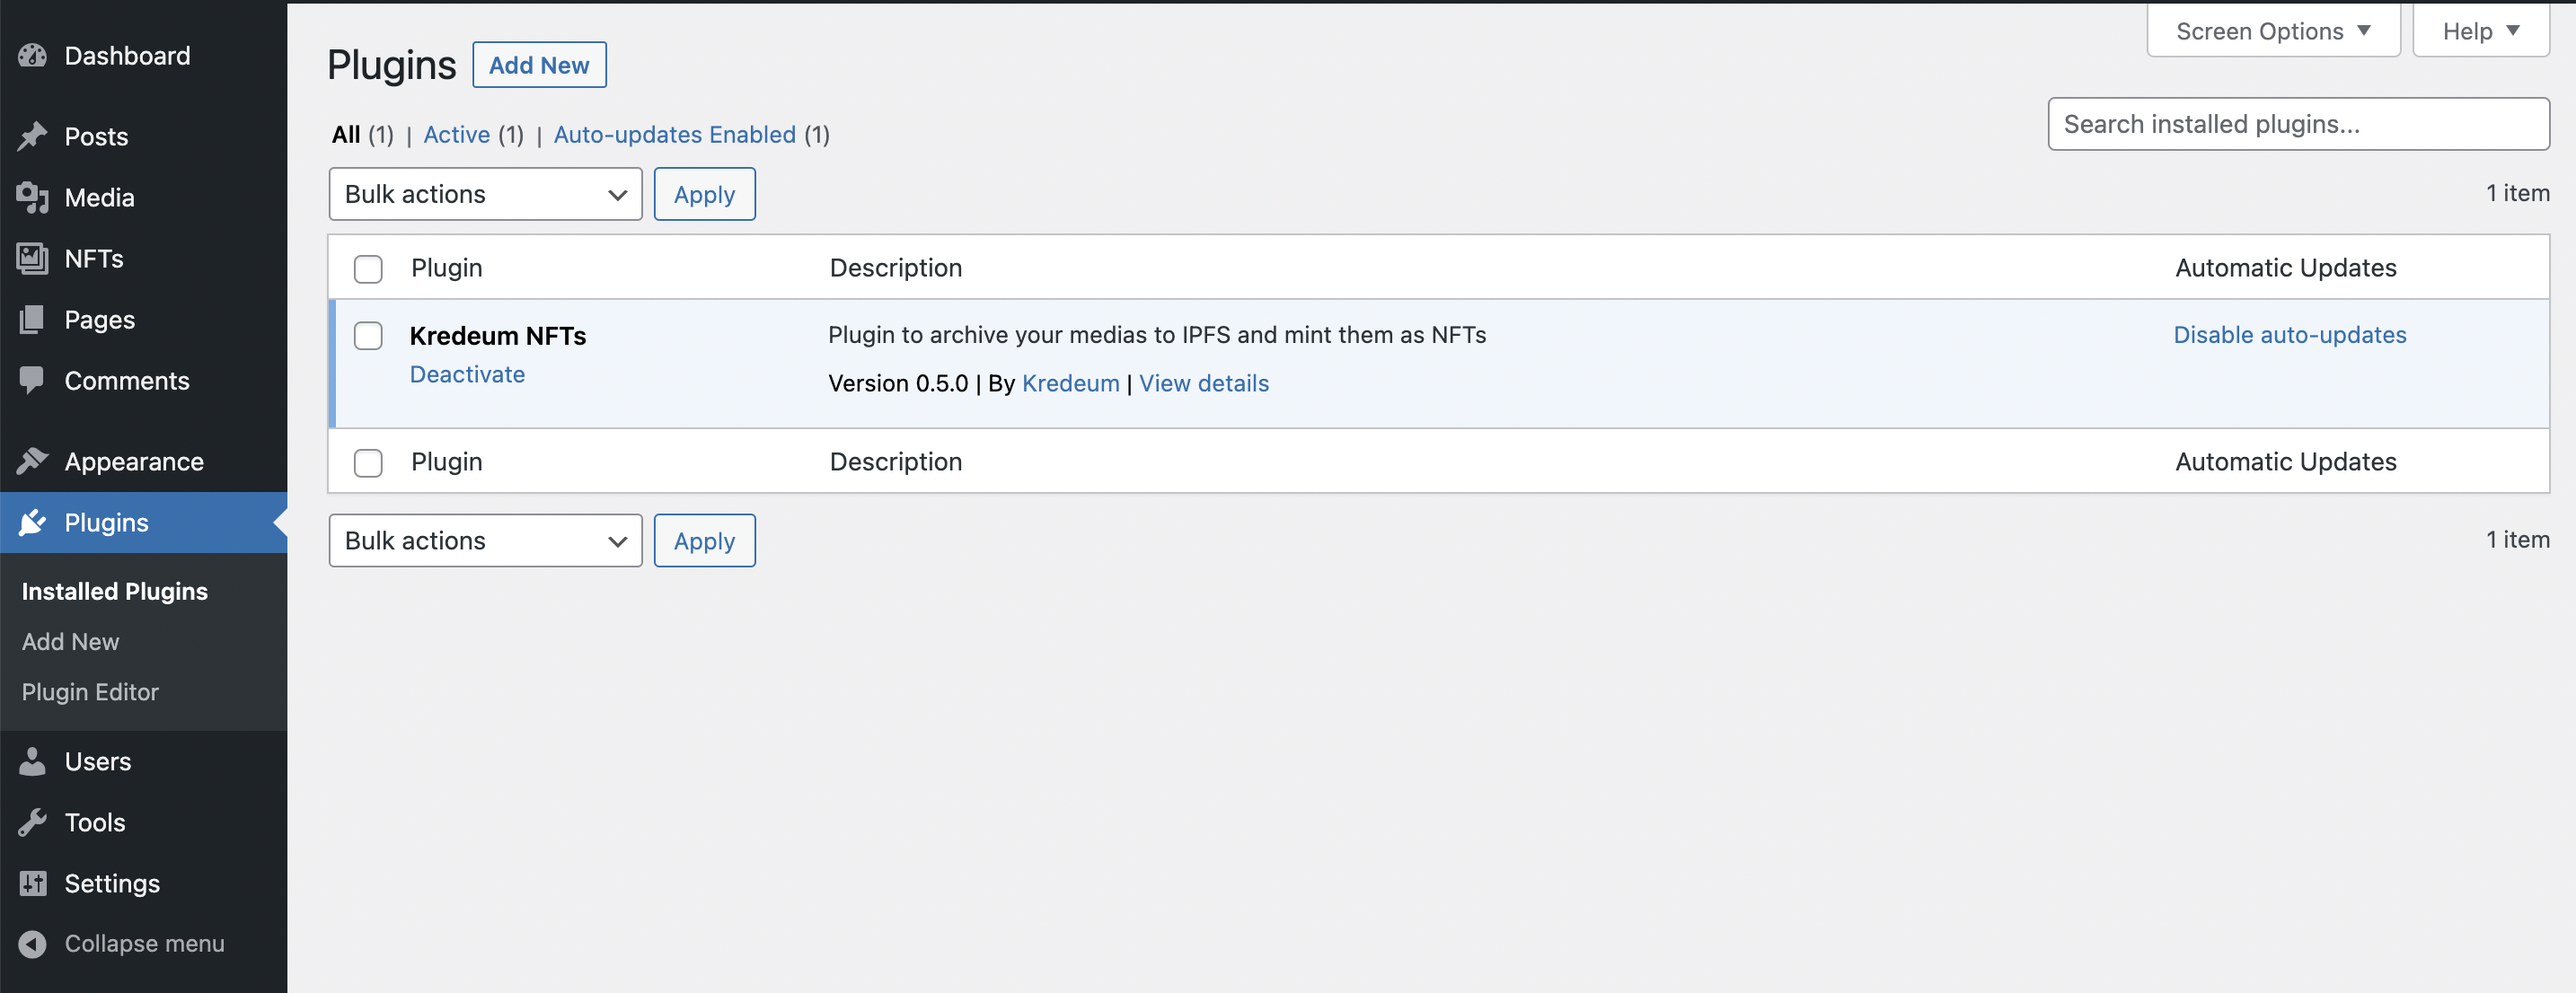 Dashboard
Posts
Media
NFTs
Pages
Comments
Appearance
Plugins
Installed Plugins
Add New
Plugin Editor
Users
Tools
Settings
Collapse menu
Screen Options
Help
Plugins Add New
All (1) | Active (1) | Auto-updates Enabled (1)
Search installed plugins...
Bulk actions Apply
1 item
Plugin Description Automatic Updates
Kredeum NFTs Plugin to archive your medias to IPFS and mint them as NFTs Disable auto-updates
Deactivate Version 0.5.0 | By Kredeum | View details
Plugin Description Automatic Updates
Bulk actions Apply
1 item